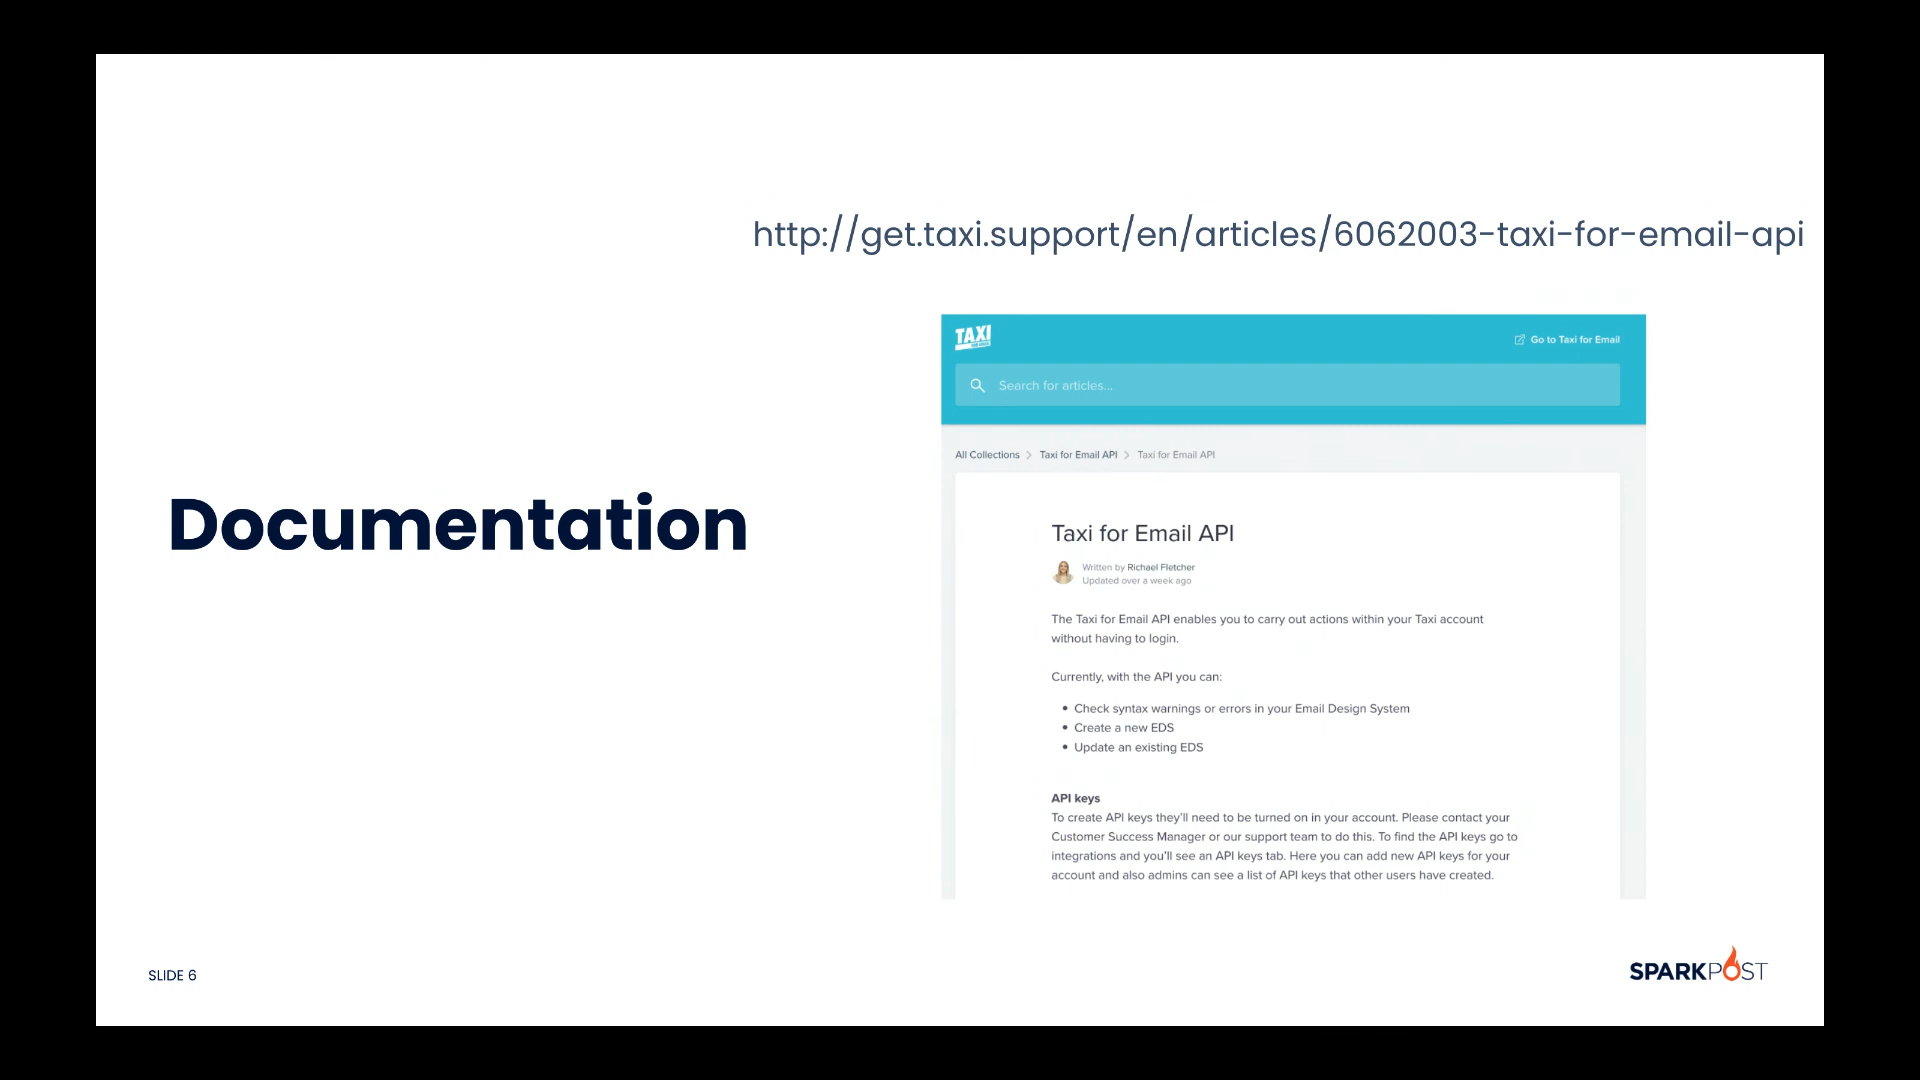 http://get.taxi.support/en/articles/6062003-taxi-for-email-api
Documentation
TAXI
Go to Taxi for Email
Search for articles...
All Collections > Taxi for Email API > Taxi for Email API
Taxi for Email API
Written by Richael Fletcher
Updated over a week ago
The Taxi for Email API enables you to carry out actions within your Taxi account
without having to login.
Currently, with the API you can:
• Check syntax warnings or errors in your Email Design System
• Create a new EDS
• Update an existing EDS
API keys
To create API keys they'll need to be turned on in your account. Please contact your
Customer Success Manager or our support team to do this. To find the API keys go to
integrations and you'll see an API keys tab. Here you can add new API keys for your
account and also admins can see a list of API keys that other users have created.
SLIDE 6
SPARKPOST